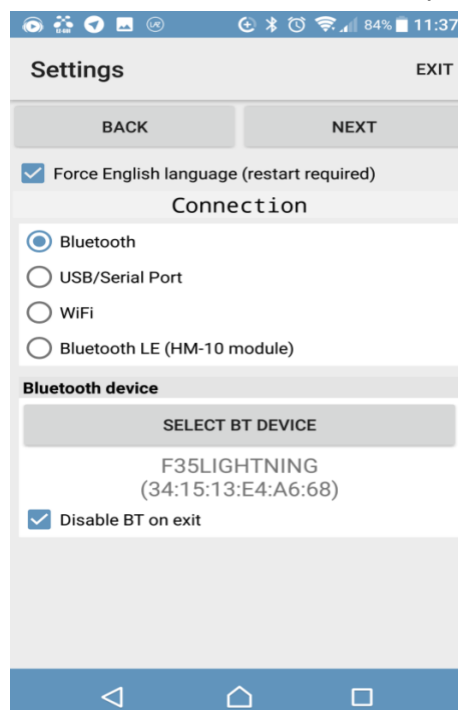 84% 11:37
Settings EXIT
BACK NEXT
Force English language (restart required)
Connection
Bluetooth
USB/Serial Port
WiFi
Bluetooth LE (HM-10 module)
Bluetooth device
SELECT BT DEVICE
F35LIGHTNING
(34:15:13:E4:A6:68)
Disable BT on exit